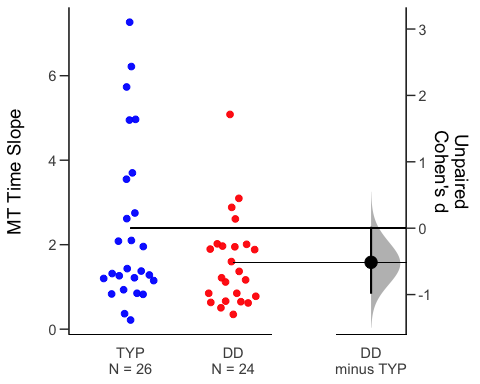 MT Time Slope
6
4
2
0
3
2
1
0
-1
Unpaired
Cohen's d
TYP
N = 26
DD
N = 24
DD
minus TYP